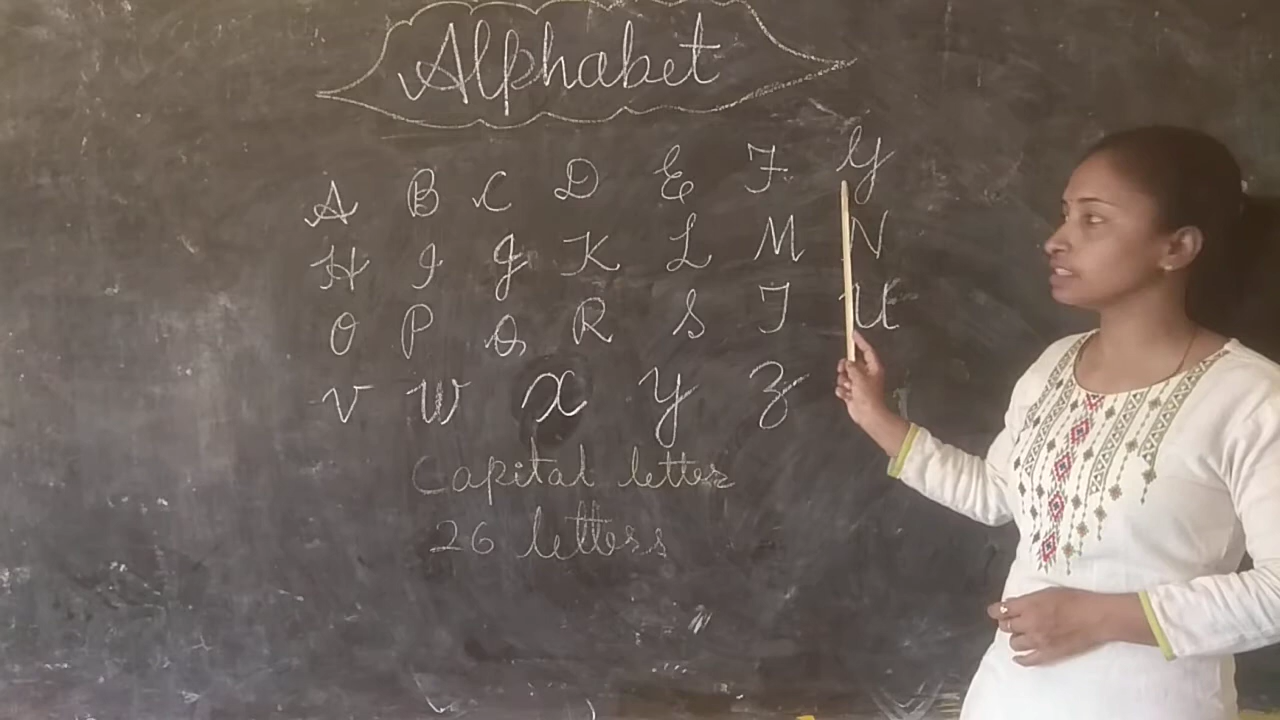 Alphabet
A B C D E F G
H I J K L M N
O P Q R S T U
V W X Y Z
Capital letter
26 letters